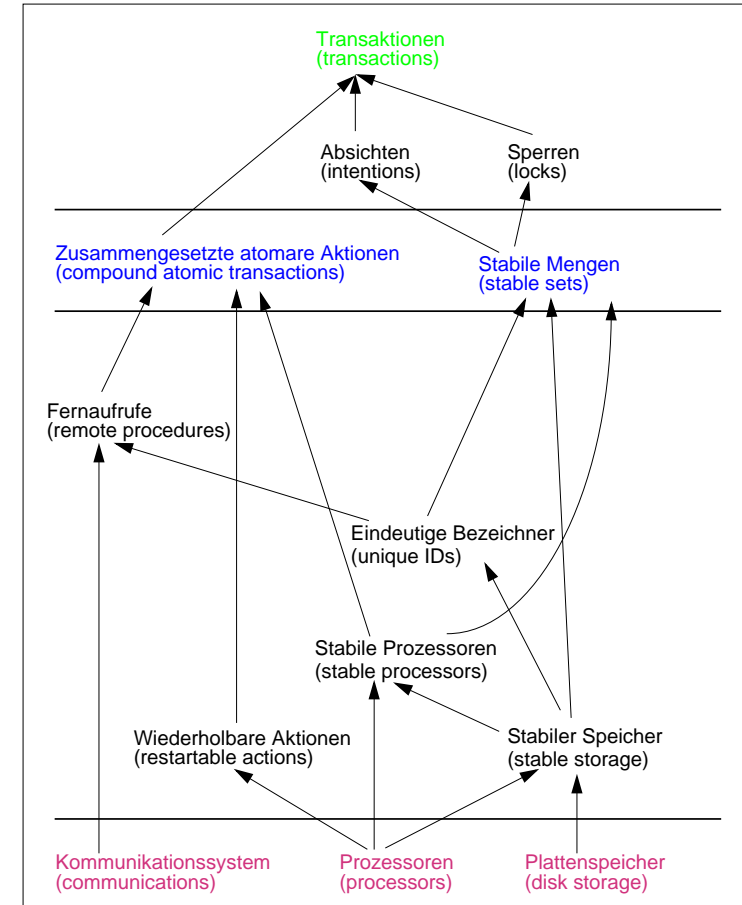 Transaktionen
(transactions)
Absichten
(intentions)
Sperren
(locks)
Zusammengesetzte atomare Aktionen
(compound atomic transactions)
Stabile Mengen
(stable sets)
Fernaufrufe
(remote procedures)
Eindeutige Bezeichner
(unique IDs)
Stabile Prozessoren
(stable processors)
Wiederholbare Aktionen
(restartable actions)
Stabiler Speicher
(stable storage)
Kommunikationssystem
(communications)
Prozessoren
(processors)
Plattenspeicher
(disk storage)